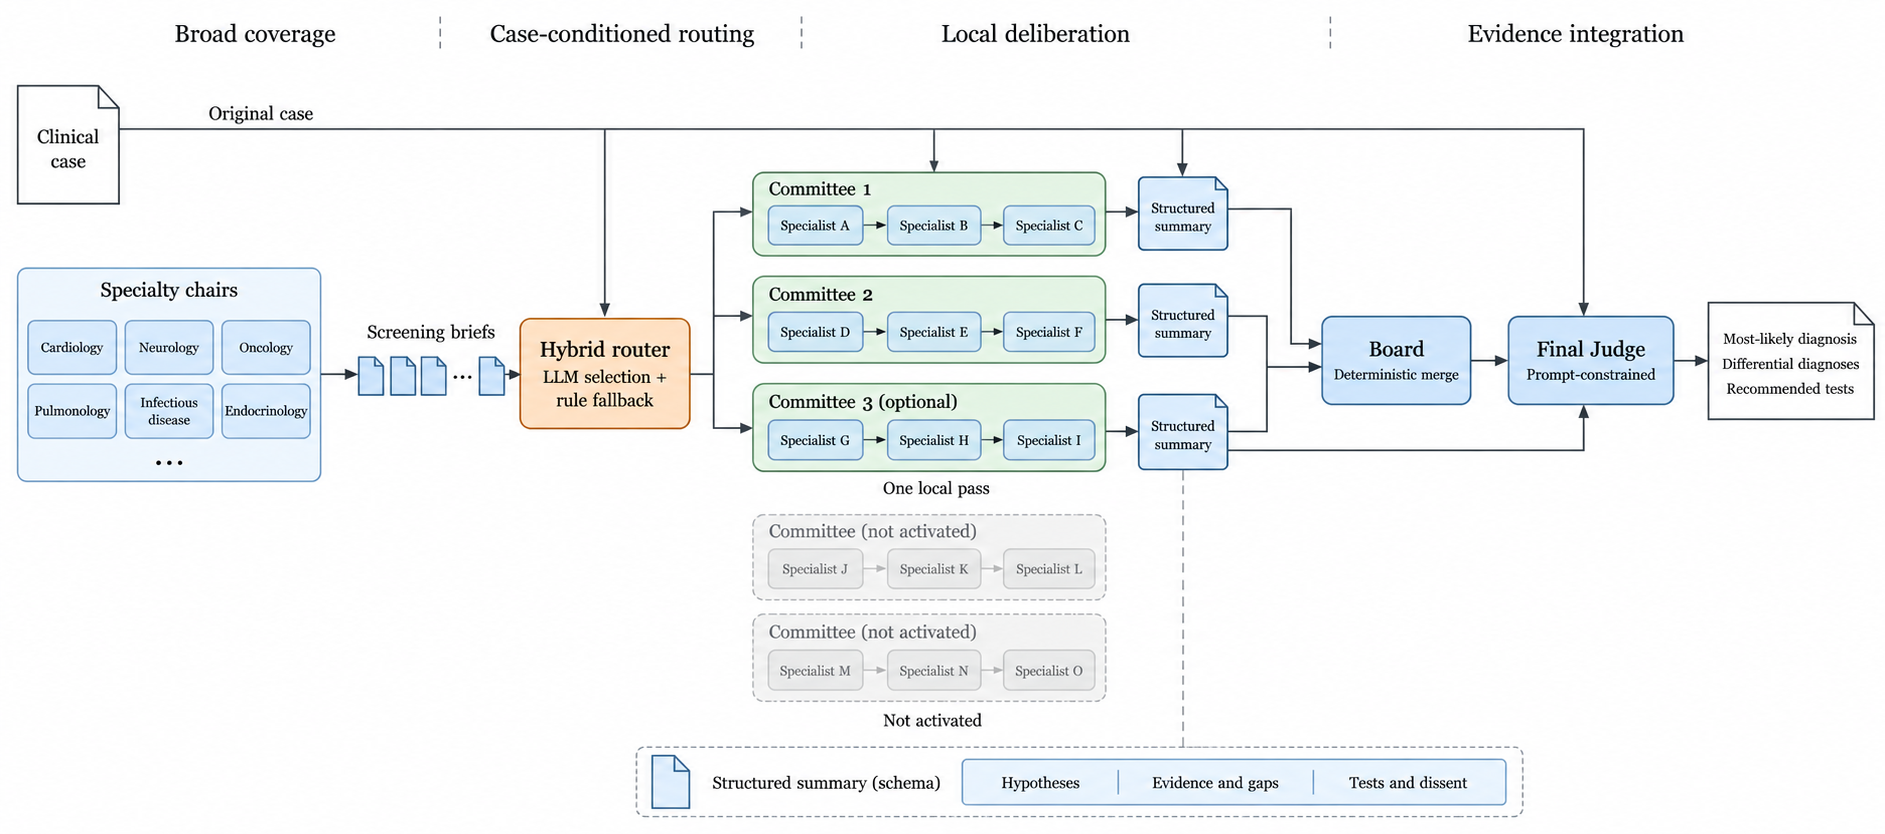 Broad coverage
Case-conditioned routing
Local deliberation
Evidence integration
Clinical
case
Original case
Specialty chairs
Cardiology
Neurology
Oncology
Pulmonology
Infectious
disease
Endocrinology
...
Screening briefs
...
Hybrid router
LLM selection +
rule fallback
Committee 1
Specialist A
Specialist B
Specialist C
Structured
summary
Committee 2
Specialist D
Specialist E
Specialist F
Structured
summary
Committee 3 (optional)
Specialist G
Specialist H
Specialist I
Structured
summary
One local pass
Committee (not activated)
Specialist J
Specialist K
Specialist L
Committee (not activated)
Specialist M
Specialist N
Specialist O
Not activated
Board
Deterministic merge
Final Judge
Prompt-constrained
Most-likely diagnosis
Differential diagnoses
Recommended tests
Structured summary (schema)
Hypotheses
Evidence and gaps
Tests and dissent